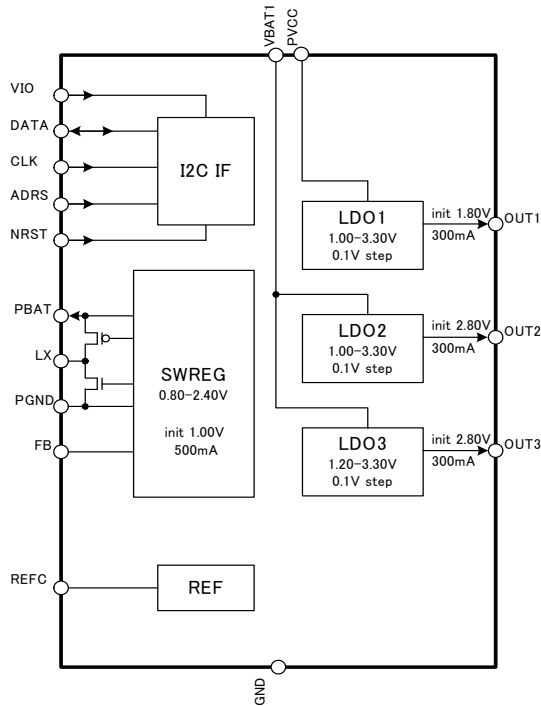 VBAT1
PVCC
VIO
DATA
CLK
ADRS
NRST
I2C IF
LDO1
1.00-3.30V
0.1V step
init 1.80V
300mA
OUT1
PBAT
LX
PGND
FB
SWREG
0.80-2.40V
init 1.00V
500mA
LDO2
1.00-3.30V
0.1V step
init 2.80V
300mA
OUT2
LDO3
1.20-3.30V
0.1V step
init 2.80V
300mA
OUT3
REFC
REF
GND